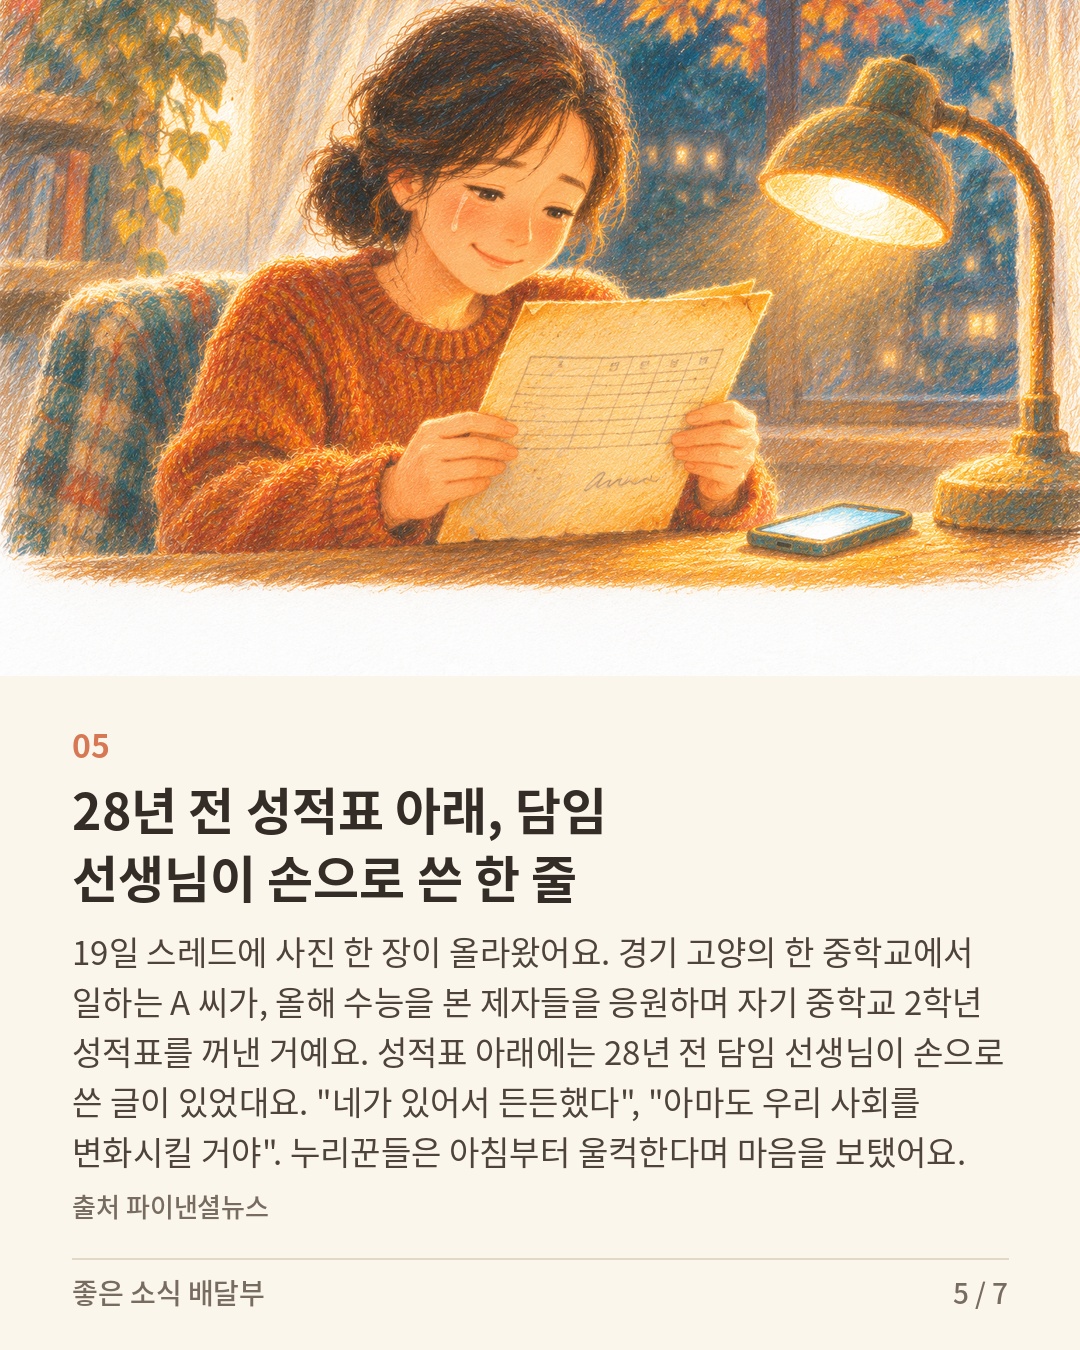 05
28년 전 성적표 아래, 담임
선생님이 손으로 쓴 한 줄
19일 스레드에 사진 한 장이 올라왔어요. 경기 고양의 한 중학교에서
일하는 A 씨가, 올해 수능을 본 제자들을 응원하며 자기 중학교 2학년
성적표를 꺼낸 거예요. 성적표 아래에는 28년 전 담임 선생님이 손으로
쓴 글이 있었대요. "네가 있어서 든든했다", "아마도 우리 사회를
변화시킬 거야". 누리꾼들은 아침부터 울컥한다며 마음을 보탰어요.
출처 파이낸셜뉴스
좋은 소식 배달부
5 / 7